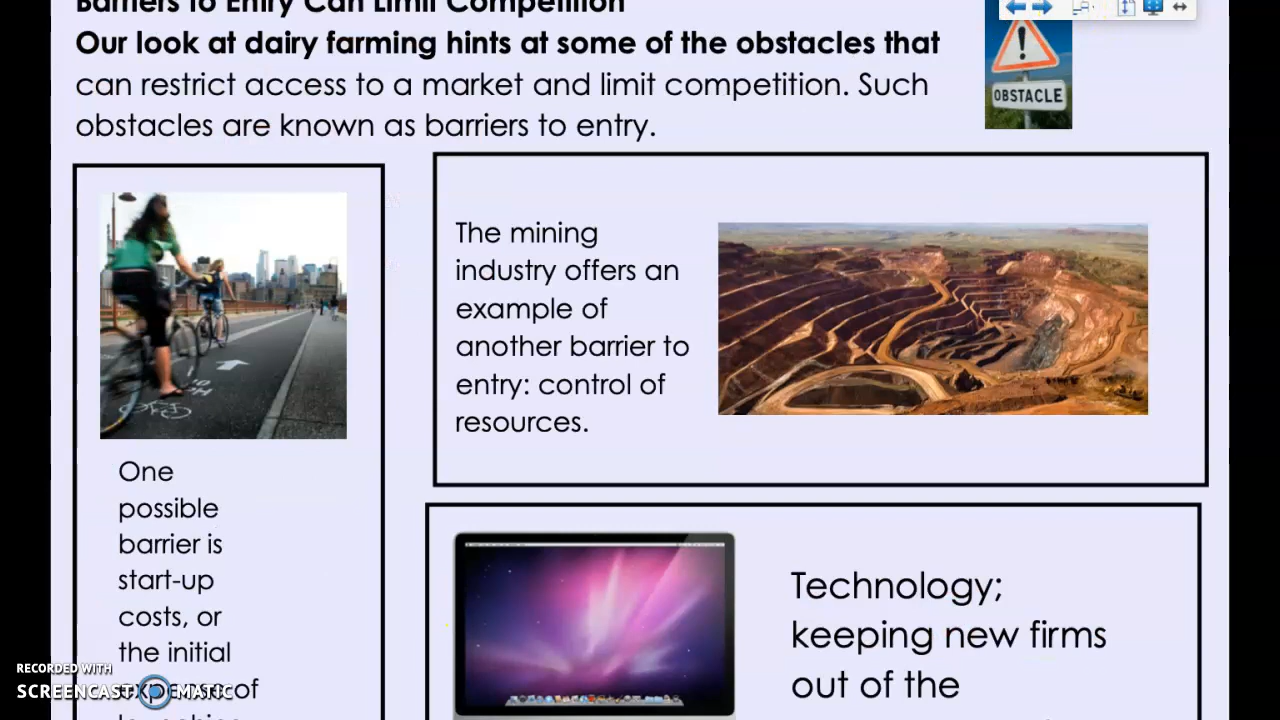 Barriers to Entry Can Limit Competition
Our look at dairy farming hints at some of the obstacles that
can restrict access to a market and limit competition. Such
obstacles are known as barriers to entry.
OBSTACLE
The mining
industry offers an
example of
another barrier to
entry: control of
resources.
One
possible
barrier is
start-up
costs, or
the initial
expense of
Technology;
keeping new firms
out of the
RECORDED WITH
SCREENCAST-O-MATIC